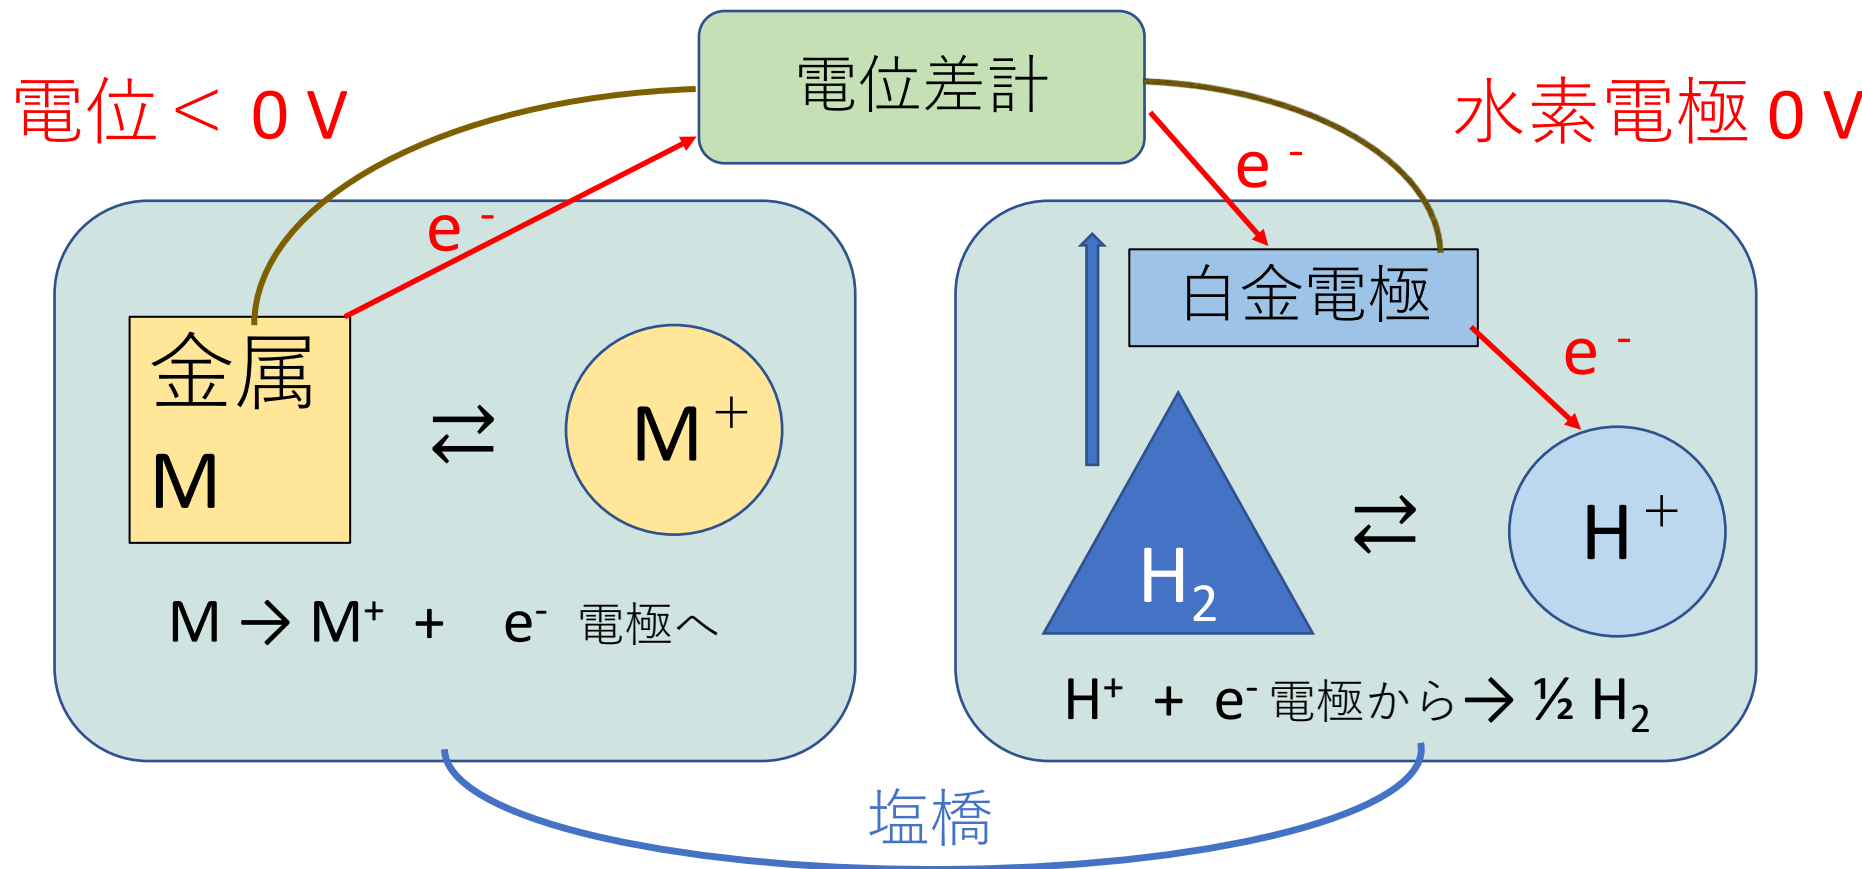 電位差計
電位 < 0 V
水素電極 0 V
e -
e -
金属
M
⇄
M +
白金電極
e -
H2
⇄
H +
M → M+ + e- 電極へ
H+ + e- 電極から → ½ H2
塩橋